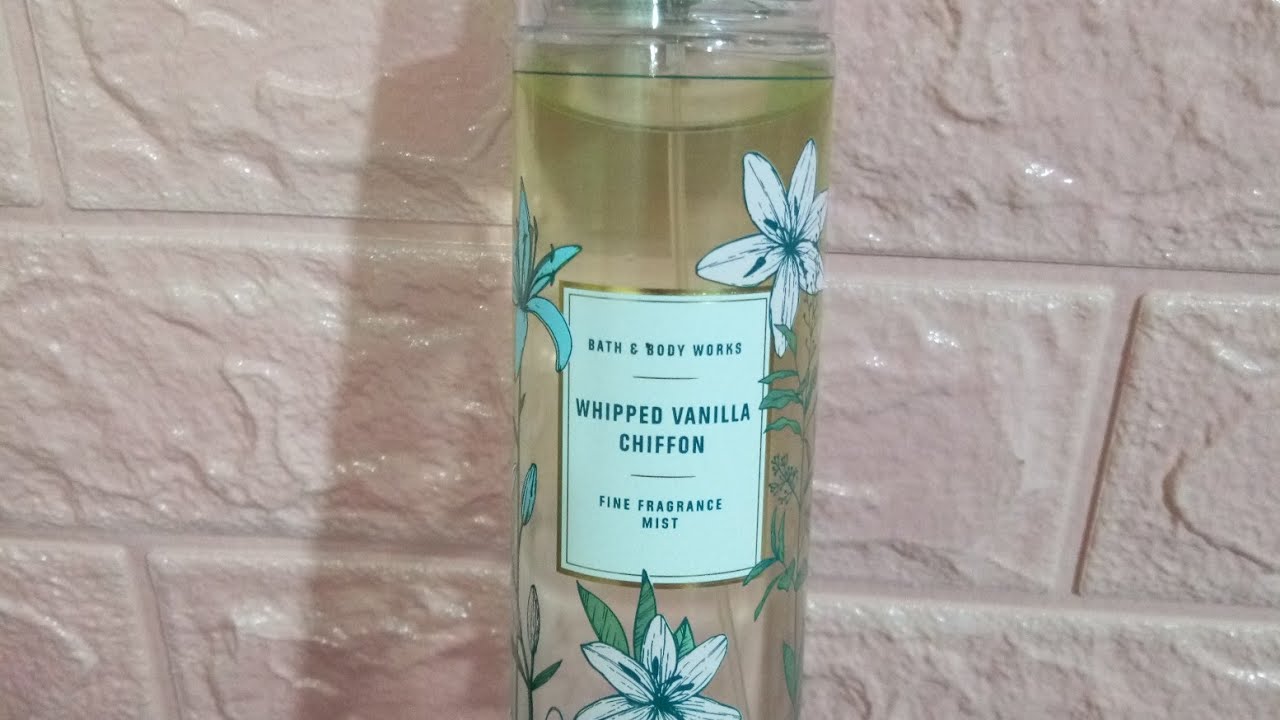 BATH & BODY WORKS
WHIPPED VANILLA
CHIFFON
FINE FRAGRANCE
MIST